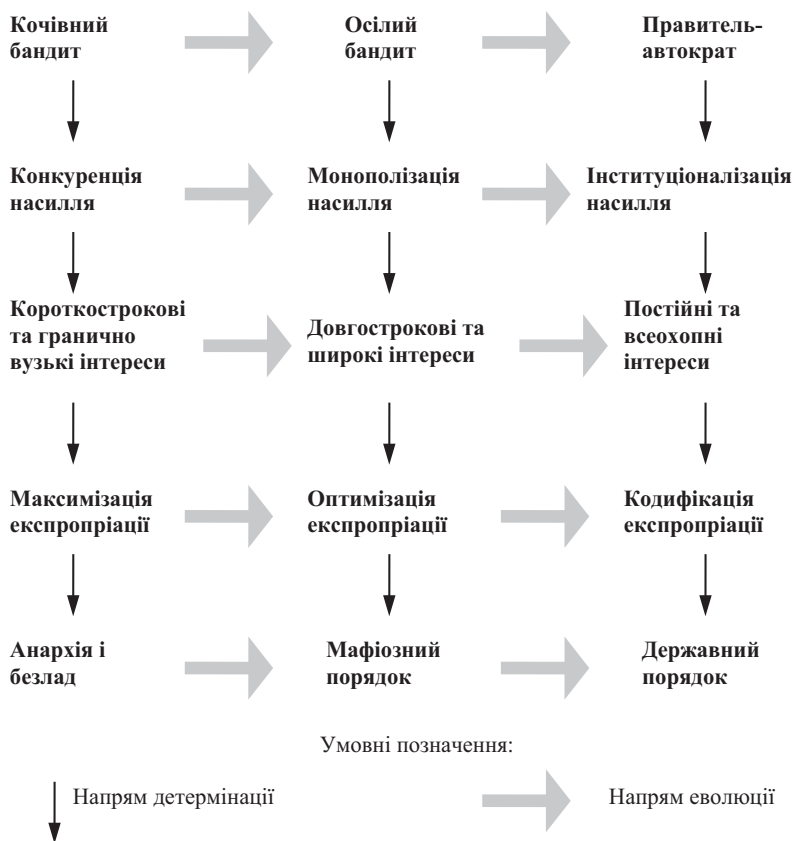 Кочівний
бандит
Осілий
бандит
Правитель-
автократ
Конкуренція
насилля
Монополізація
насилля
Інституціоналізація
насилля
Короткострокові
та гранично
вузькі інтереси
Довгострокові та
широкі інтереси
Постійні та
всеохопні
інтереси
Максимізація
експропріації
Оптимізація
експропріації
Кодифікація
експропріації
Анархія і
безлад
Мафіозний
порядок
Державний
порядок
Умовні позначення:
Напрям детермінації
Напрям еволюції